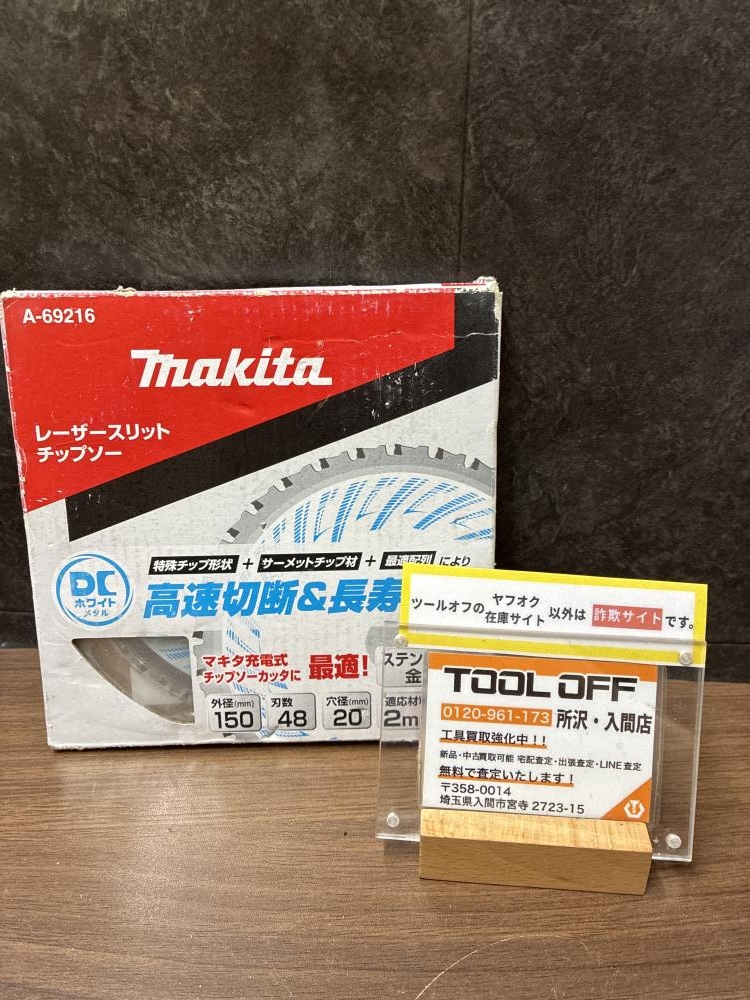 A-69216
makita
レーザースリット
チップソー
DC
ホワイト
メタル
特殊チップ形状 + サーメットチップ材 + 最適配列 により
高速切断&長寿
マキタ充電式
チップソーカッタに 最適!
外径(mm) 150
刃数 48
穴径(mm) 20
ステン
金
適応材
2m
ツールオフの ヤフオク 在庫サイト 以外は 詐欺サイト です。
TOOL OFF
0120-961-173 所沢・入間店
工具買取強化中!!
新品・中古買取可能 宅配査定・出張査定・LINE査定
無料で査定いたします!
〒358-0014
埼玉県入間市宮寺 2723-15